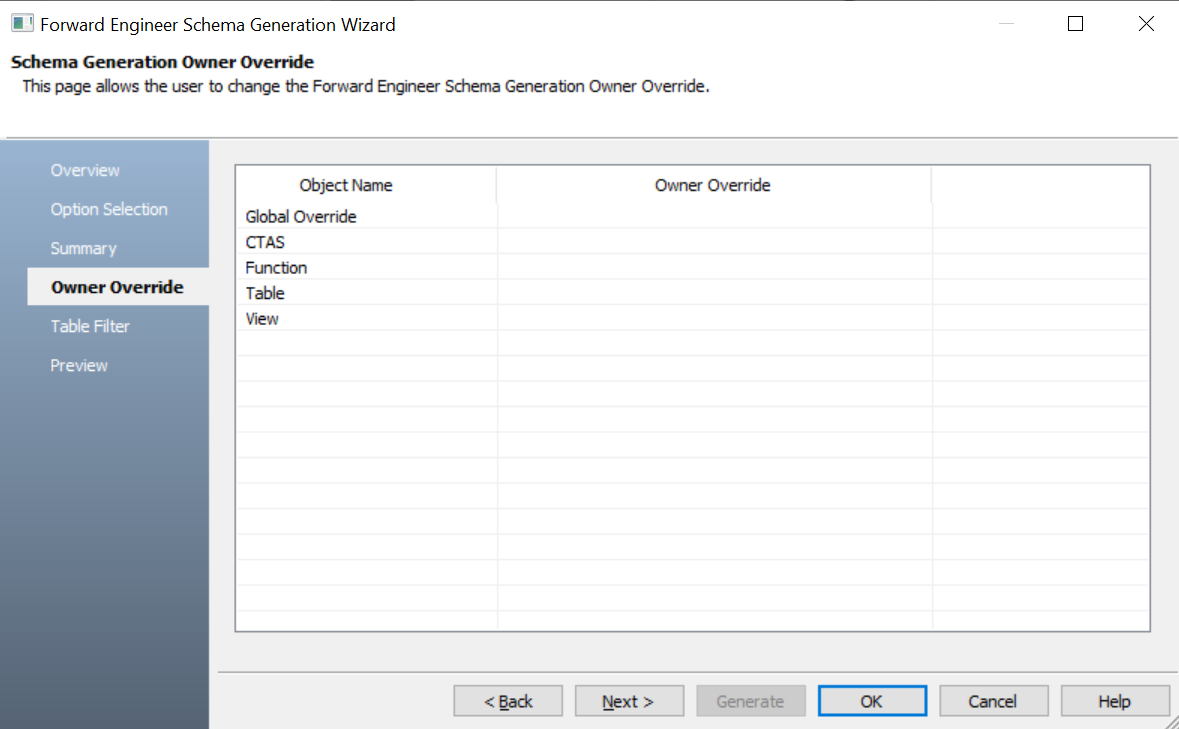 Forward Engineer Schema Generation Wizard
Schema Generation Owner Override
This page allows the user to change the Forward Engineer Schema Generation Owner Override.
Overview
Option Selection
Summary
Owner Override
Table Filter
Preview
Object Name Owner Override
Global Override
CTAS
Function
Table
View
< Back Next > Generate OK Cancel Help